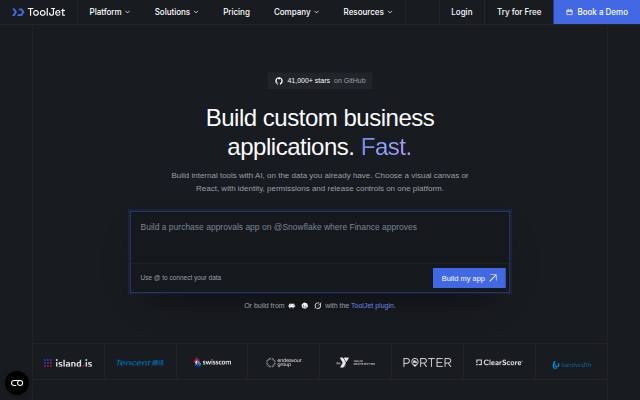 ToolJet Platform Solutions Pricing Company Resources Login Try for Free Book a Demo
41,000+ stars on GitHub
Build custom business
applications. Fast.
Build internal tools with AI, on the data you already have. Choose a visual canvas or
React, with identity, permissions and release controls on one platform.
Build a purchase approvals app on @Snowflake where Finance approves
Use @ to connect your data
Build my app
Or build from with the ToolJet plugin.
island.is Tencent 腾讯 swisscom endeavour group PORTER ClearScore bandwidth